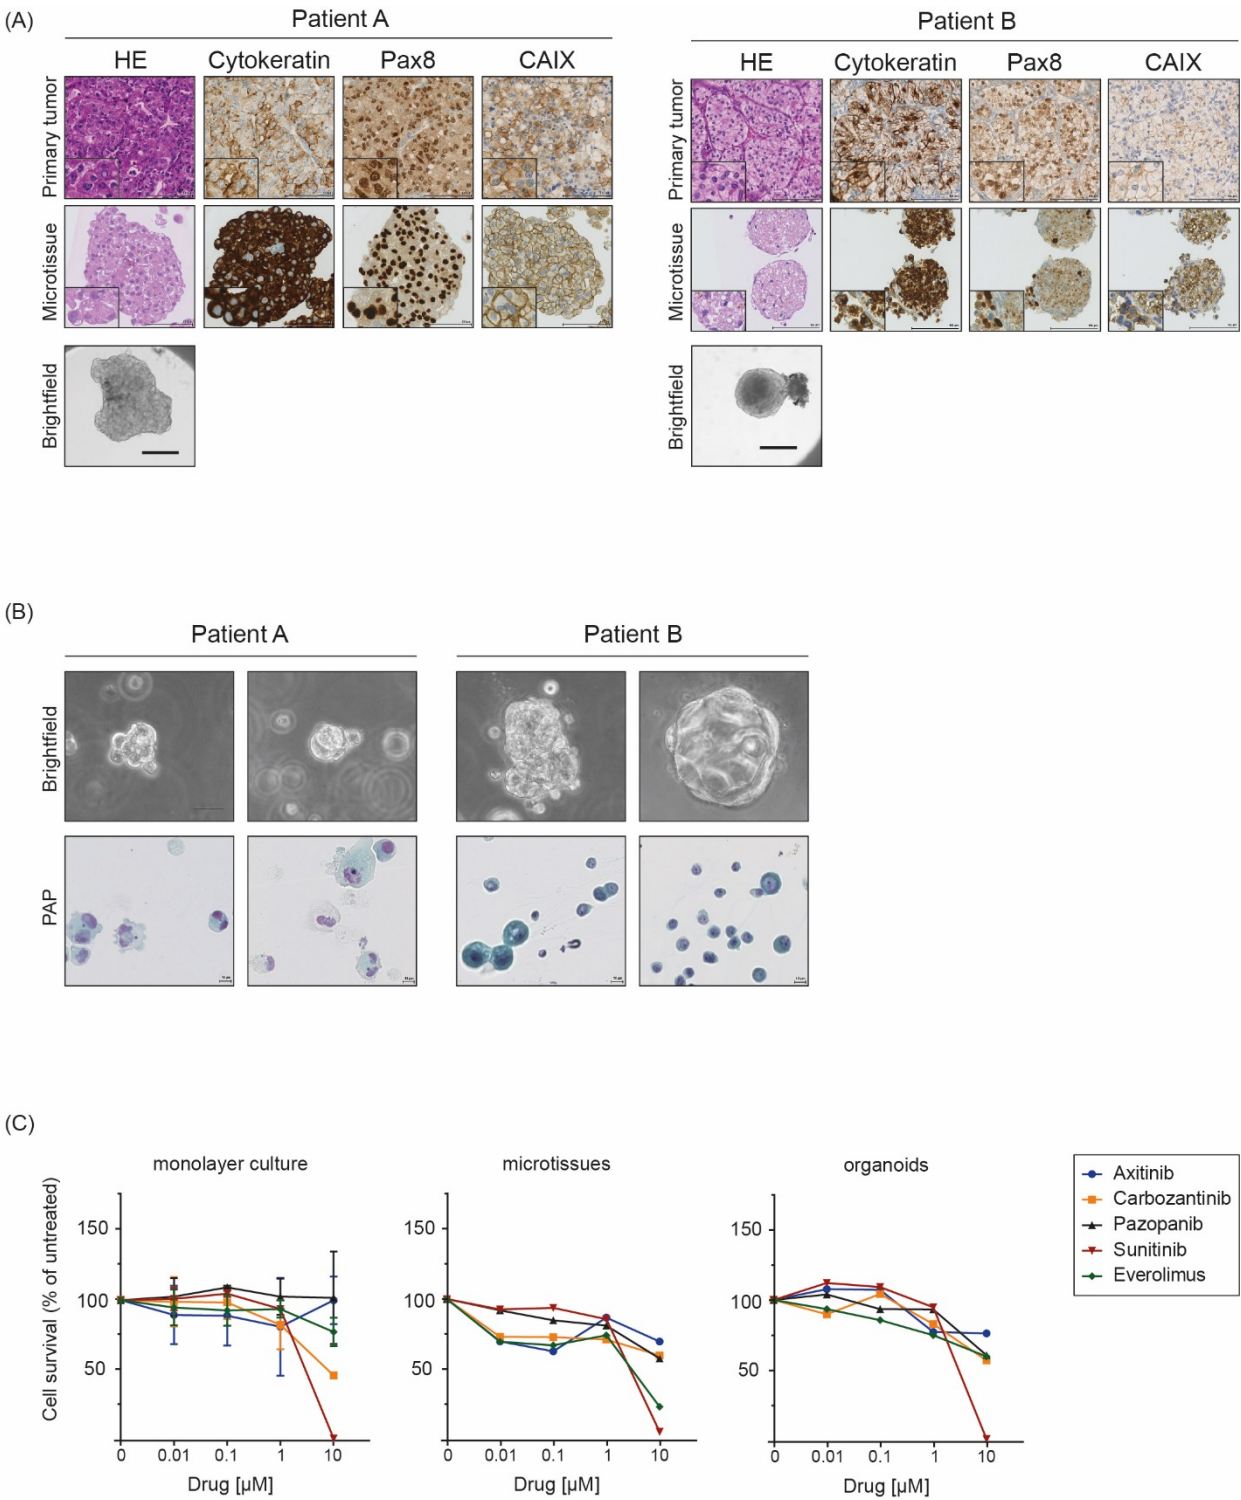 (A)
Patient A
Patient B
HE Cytokeratin Pax8 CAIX
HE Cytokeratin Pax8 CAIX
Primary tumor
Primary tumor
Microtissue
Microtissue
Brightfield
Brightfield
(B)
Patient A
Patient B
Brightfield
PAP
(C)
monolayer culture
microtissues
organoids
Cell survival (% of untreated)
150
100
50
0 0.01 0.1 1 10
Drug [µM]
150
100
50
0 0.01 0.1 1 10
Drug [µM]
150
100
50
0 0.01 0.1 1 10
Drug [µM]
Axitinib
Carbozantinib
Pazopanib
Sunitinib
Everolimus